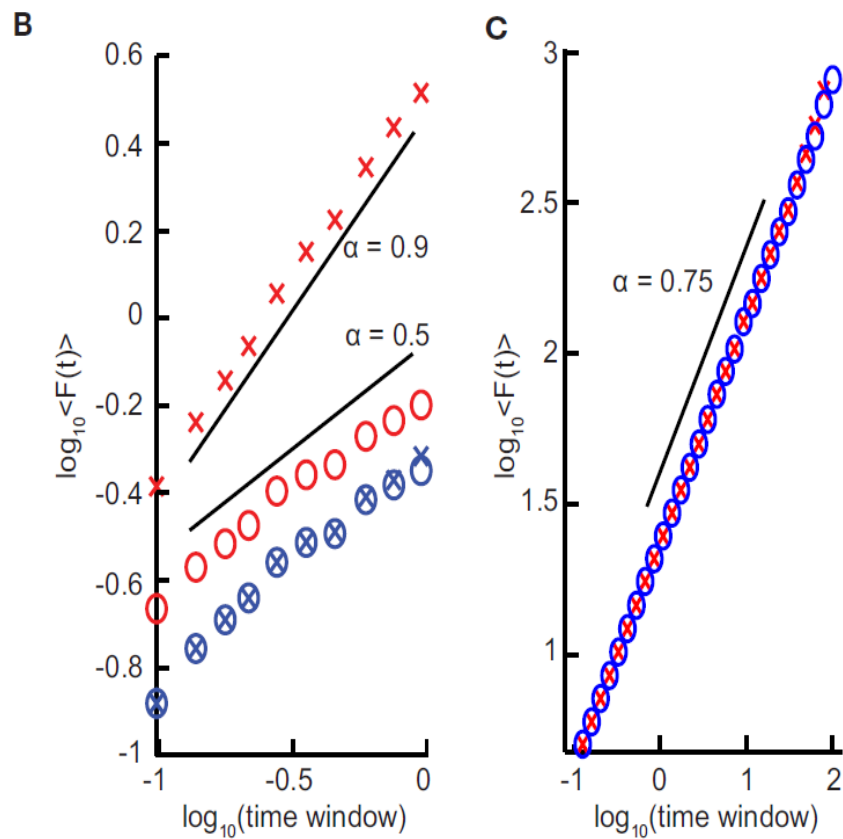 B
0.6
0.4
0.2
0
-0.2
-0.4
-0.6
-0.8
-1
log₁₀<F(t)>
α = 0.9
α = 0.5
-1
-0.5
0
log₁₀(time window)
C
3
2.5
2
1.5
1
log₁₀<F(t)>
α = 0.75
-1
0
1
2
log₁₀(time window)